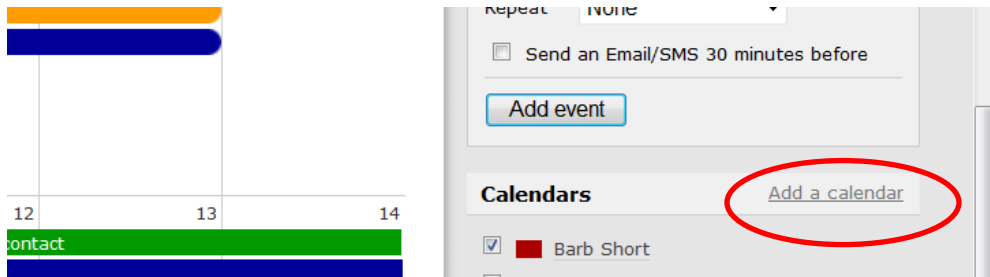 Repeat None
Send an Email/SMS 30 minutes before
Add event
Calendars Add a calendar
12 13 14
contact
Barb Short